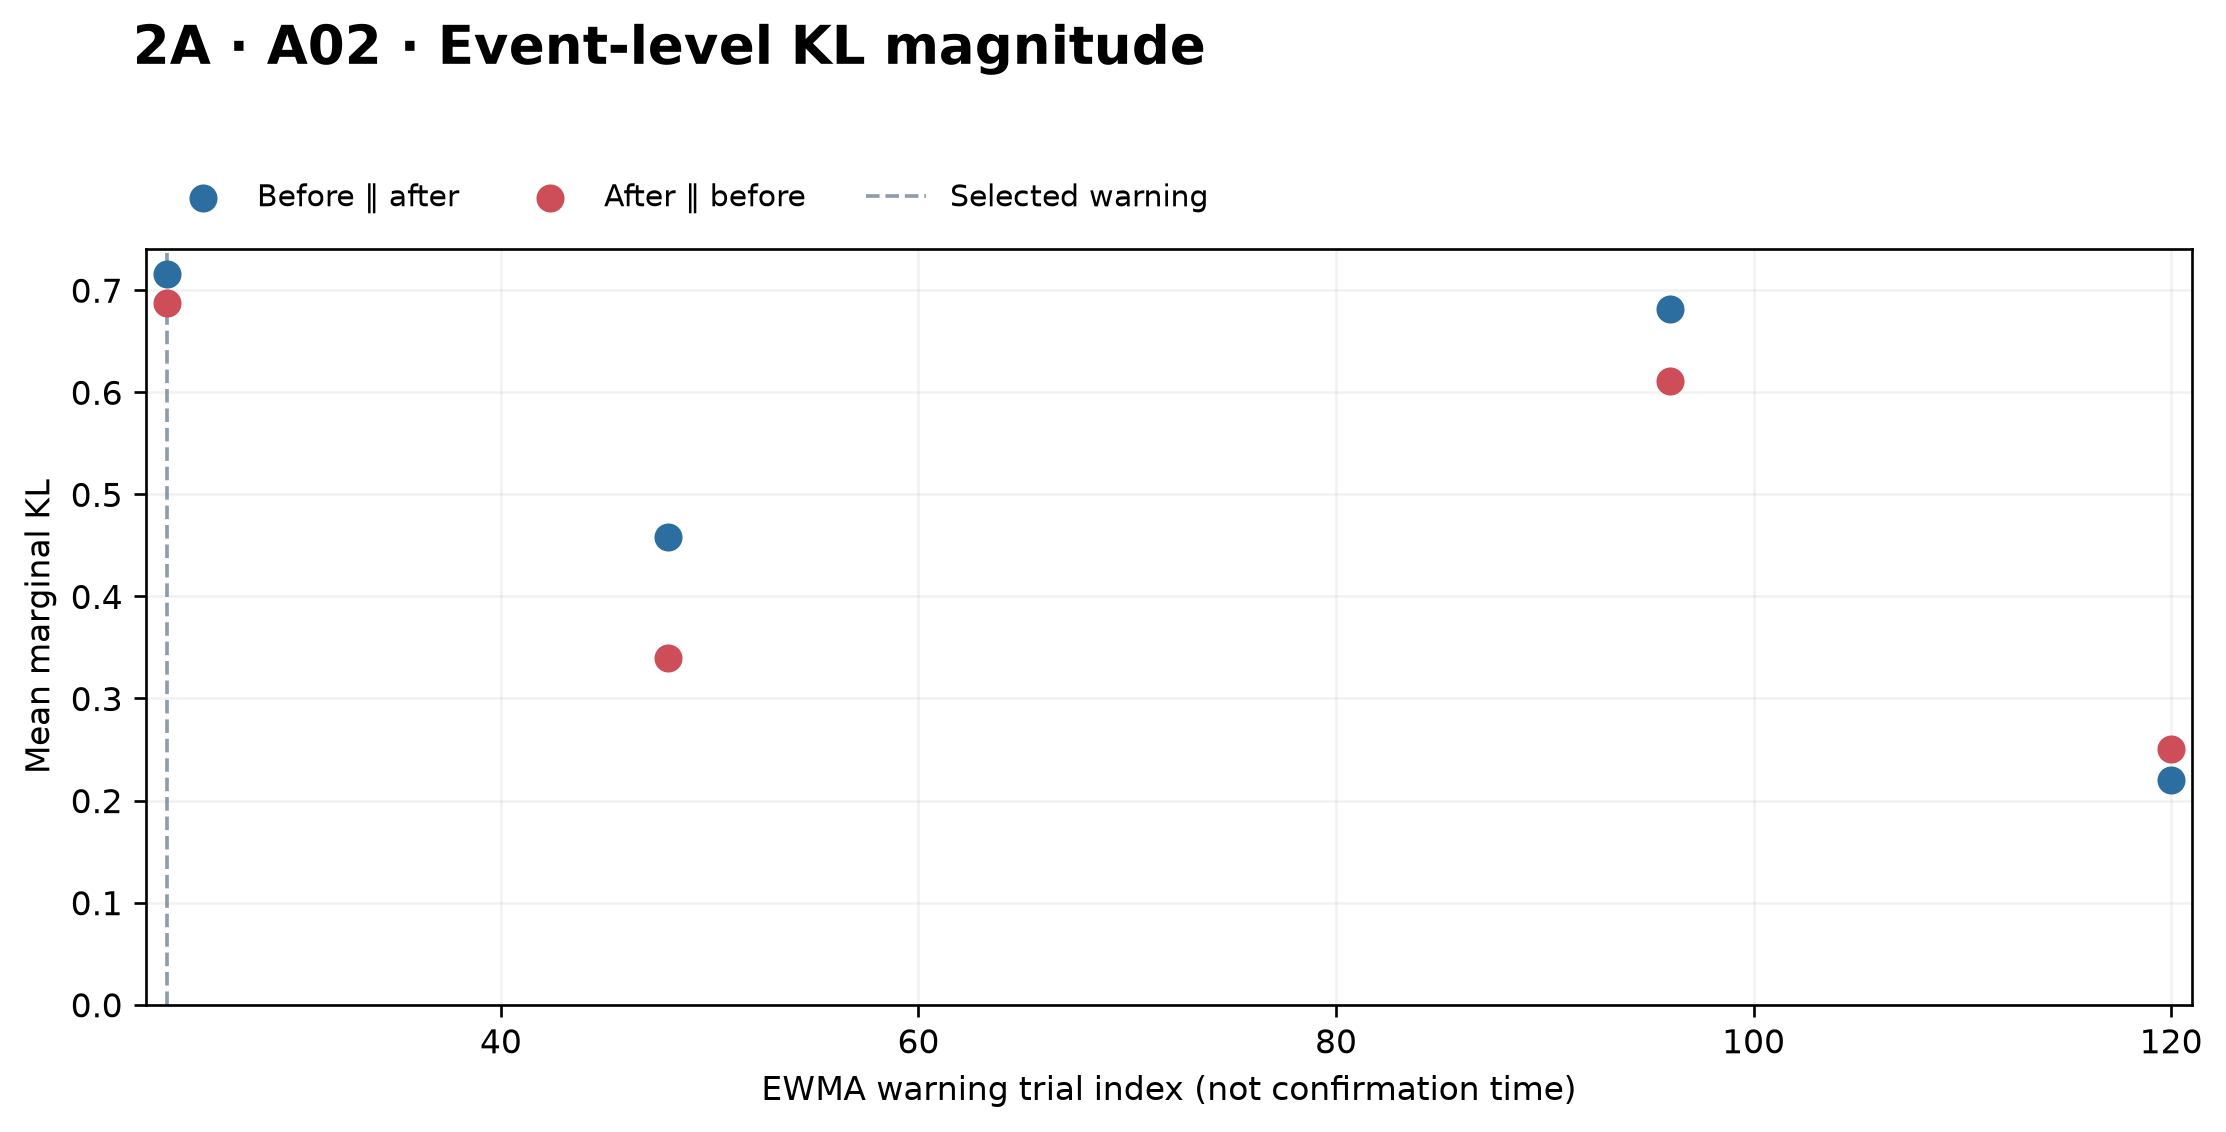 2A · A02 · Event-level KL magnitude
Before ∥ after
After ∥ before
Selected warning
0.7
0.6
0.5
0.4
0.3
0.2
0.1
0.0
Mean marginal KL
40
60
80
100
120
EWMA warning trial index (not confirmation time)